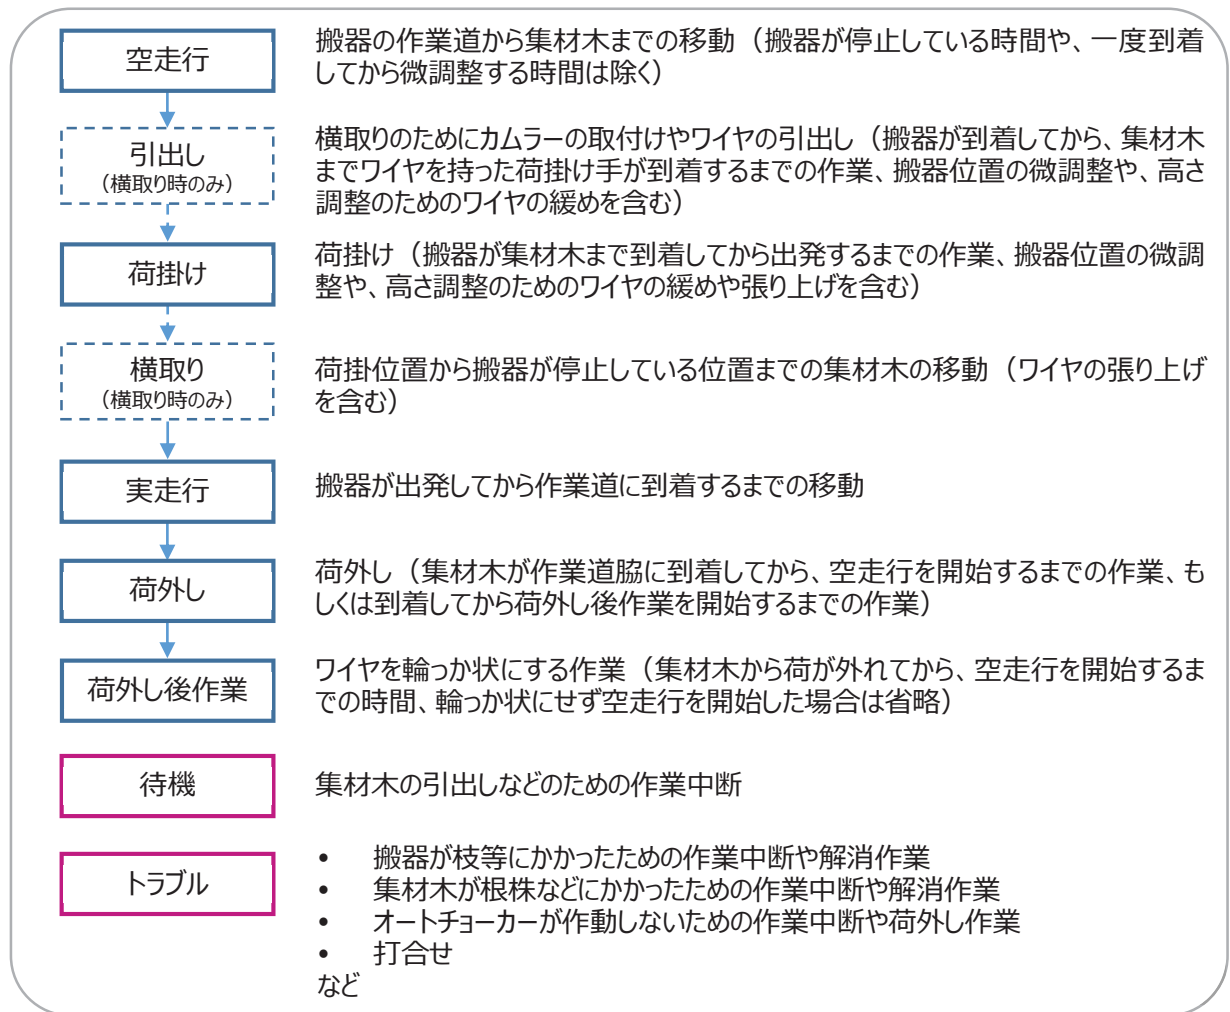 空走行
搬器の作業道から集材木までの移動（搬器が停止している時間や、一度到着
してから微調整する時間は除く）
引出し
（横取り時のみ）
横取りのためにカムラーの取付けやワイヤの引出し（搬器が到着してから、集材木
までワイヤを持った荷掛け手が到着するまでの作業、搬器位置の微調整や、高さ
調整のためのワイヤの緩めを含む）
荷掛け
荷掛け（搬器が集材木まで到着してから出発するまでの作業、搬器位置の微調
整や、高さ調整のためのワイヤの緩めや張り上げを含む）
横取り
（横取り時のみ）
荷掛位置から搬器が停止している位置までの集材木の移動（ワイヤの張り上げ
を含む）
実走行
搬器が出発してから作業道に到着するまでの移動
荷外し
荷外し（集材木が作業道脇に到着してから、空走行を開始するまでの作業、も
しくは到着してから荷外し後作業を開始するまでの作業）
荷外し後作業
ワイヤを輪っか状にする作業（集材木から荷が外れてから、空走行を開始するま
での時間、輪っか状にせず空走行を開始した場合は省略）
待機
集材木の引出しなどのための作業中断
トラブル
• 搬器が枝等にかかったための作業中断や解消作業
• 集材木が根株などにかかったための作業中断や解消作業
• オートチョーカーが作動しないための作業中断や荷外し作業
• 打合せ
など